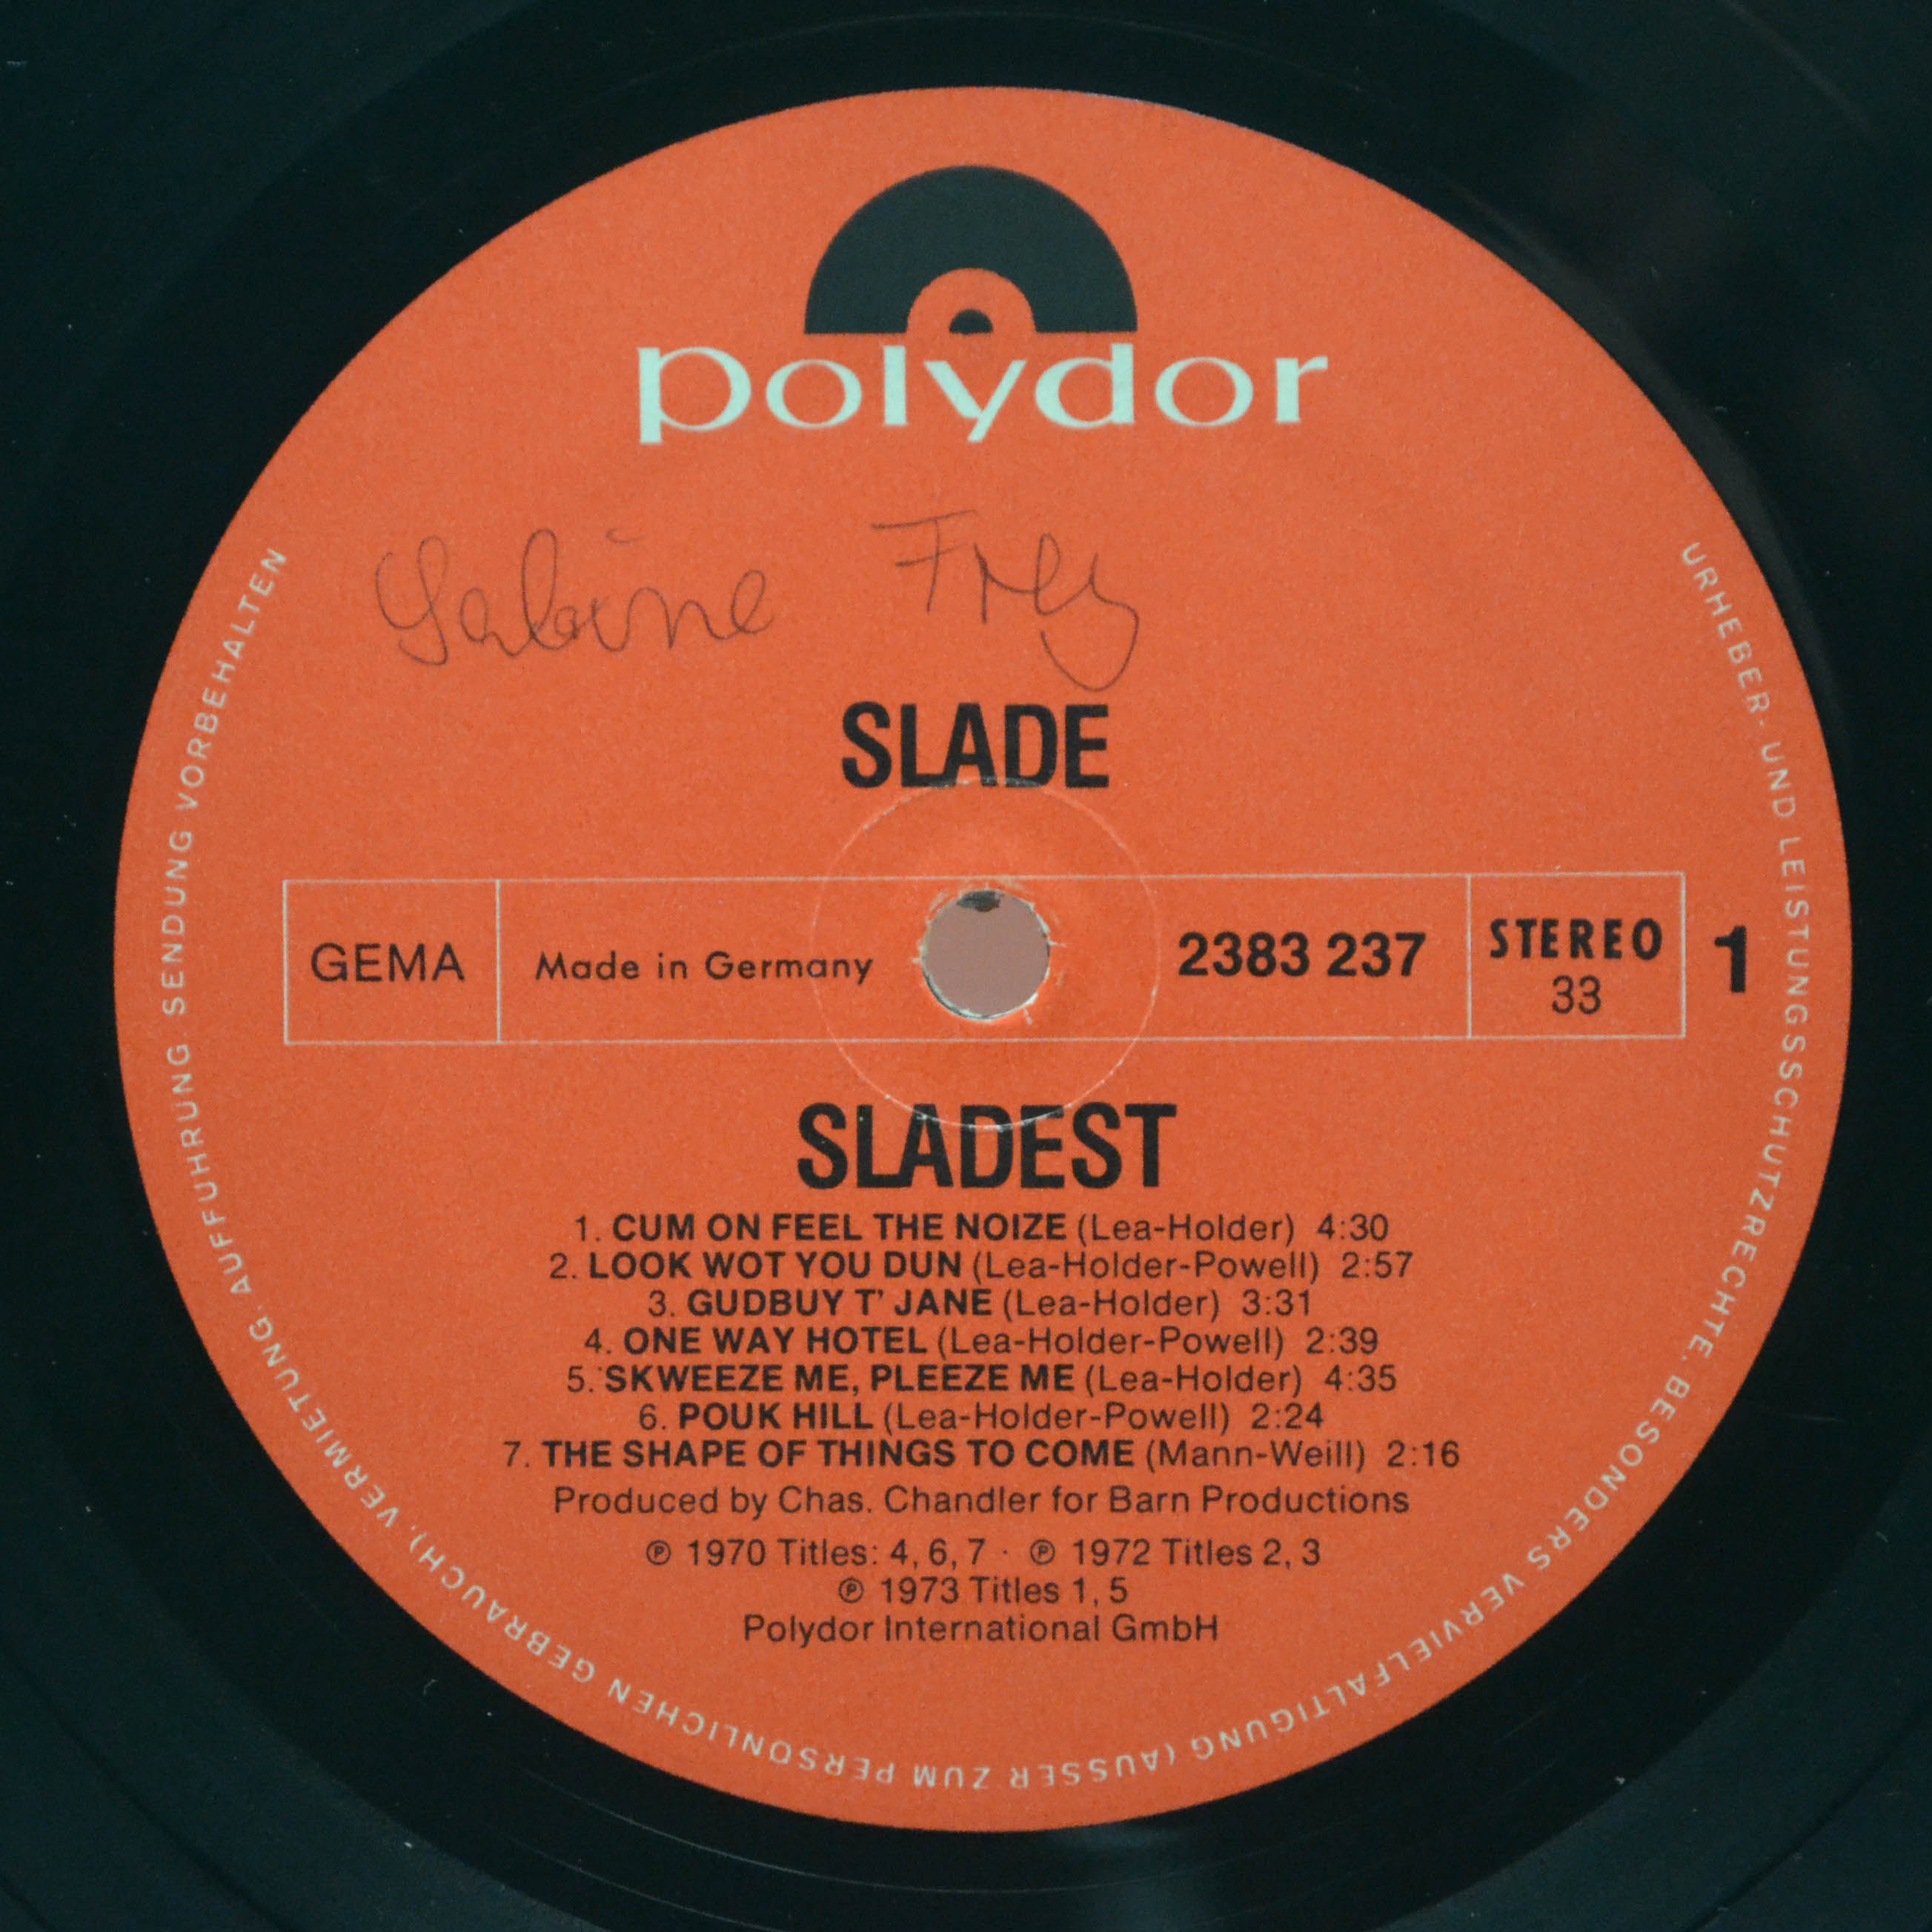 polydor
Sabine Frey
SLADE
GEMA
Made in Germany
2383 237
STEREO
33
1
SLADEST
1. CUM ON FEEL THE NOIZE (Lea-Holder) 4:30
2. LOOK WOT YOU DUN (Lea-Holder-Powell) 2:57
3. GUDBUY T' JANE (Lea-Holder) 3:31
4. ONE WAY HOTEL (Lea-Holder-Powell) 2:39
5. SKWEEZE ME, PLEEZE ME (Lea-Holder) 4:35
6. POUK HILL (Lea-Holder-Powell) 2:24
7. THE SHAPE OF THINGS TO COME (Mann-Weill) 2:16
Produced by Chas. Chandler for Barn Productions
℗ 1970 Titles: 4, 6, 7 · ℗ 1972 Titles 2, 3
℗ 1973 Titles 1, 5
Polydor International GmbH
URHEBER- UND LEISTUNGSSCHUTZRECHTE, BESONDERS VERVIELFÄLTIGUNG (AUSSER ZUM PERSÖNLICHEN GEBRAUCH), VERMIETUNG, AUFFÜHRUNG, SENDUNG VORBEHALTEN